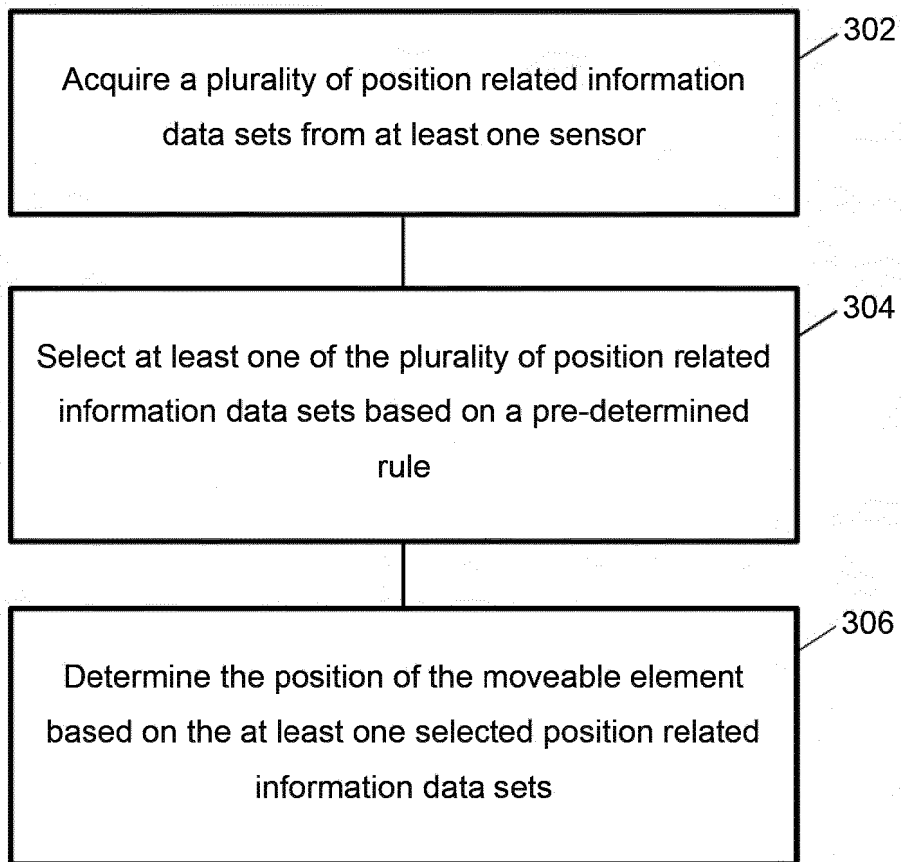 302
Acquire a plurality of position related information
data sets from at least one sensor
304
Select at least one of the plurality of position related
information data sets based on a pre-determined
rule
306
Determine the position of the moveable element
based on the at least one selected position related
information data sets